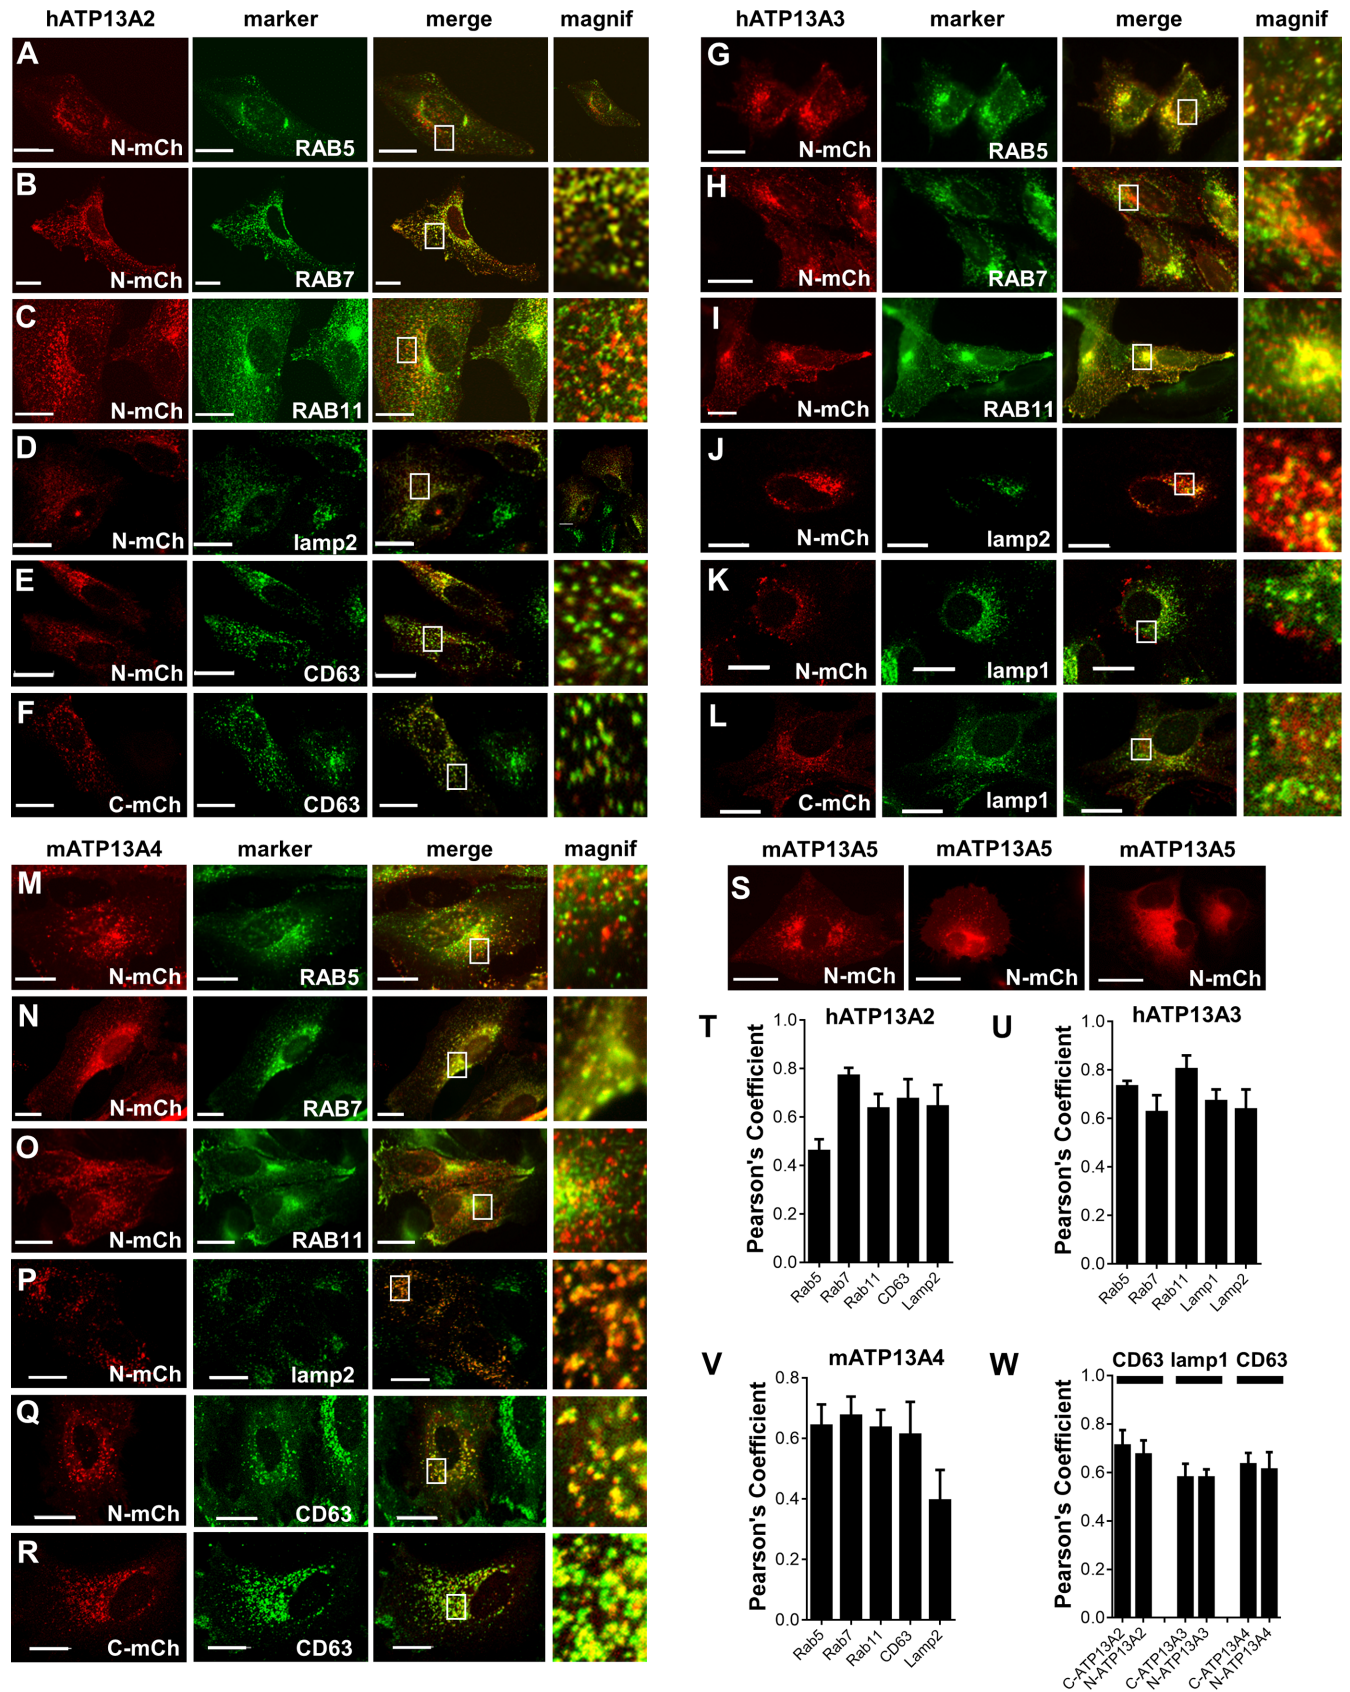 hATP13A2 marker merge magnif
A N-mCh RAB5
B N-mCh RAB7
C N-mCh RAB11
D N-mCh lamp2
E N-mCh CD63
F C-mCh CD63
hATP13A3 marker merge magnif
G N-mCh RAB5
H N-mCh RAB7
I N-mCh RAB11
J N-mCh lamp2
K N-mCh lamp1
L C-mCh lamp1
mATP13A4 marker merge magnif
M N-mCh RAB5
N N-mCh RAB7
O N-mCh RAB11
P N-mCh lamp2
Q N-mCh CD63
R C-mCh CD63
mATP13A5 mATP13A5 mATP13A5
S N-mCh N-mCh N-mCh
T hATP13A2
Pearson's Coefficient
1.0
0.8
0.6
0.4
0.2
0.0
Rab5 Rab7 Rab11 CD63 Lamp2
U hATP13A3
Pearson's Coefficient
1.0
0.8
0.6
0.4
0.2
0.0
Rab5 Rab7 Rab11 Lamp1 Lamp2
V mATP13A4
Pearson's Coefficient
0.8
0.6
0.4
0.2
0.0
Rab5 Rab7 Rab11 CD63 Lamp2
W CD63 lamp1 CD63
Pearson's Coefficient
1.0
0.8
0.6
0.4
0.2
0.0
C-ATP13A2 N-ATP13A2 C-ATP13A3 N-ATP13A3 C-ATP13A4 N-ATP13A4